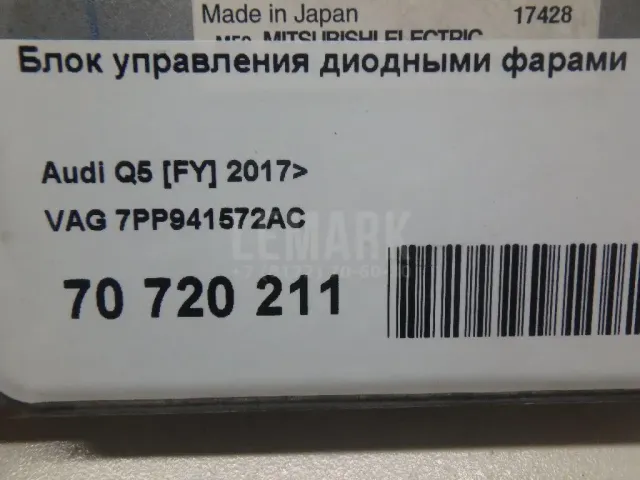 Made in Japan 17428
MITSUBISHI ELECTRIC
Блок управления диодными фарами
Audi Q5 [FY] 2017>
VAG 7PP941572AC
LEMARK
70 720 211